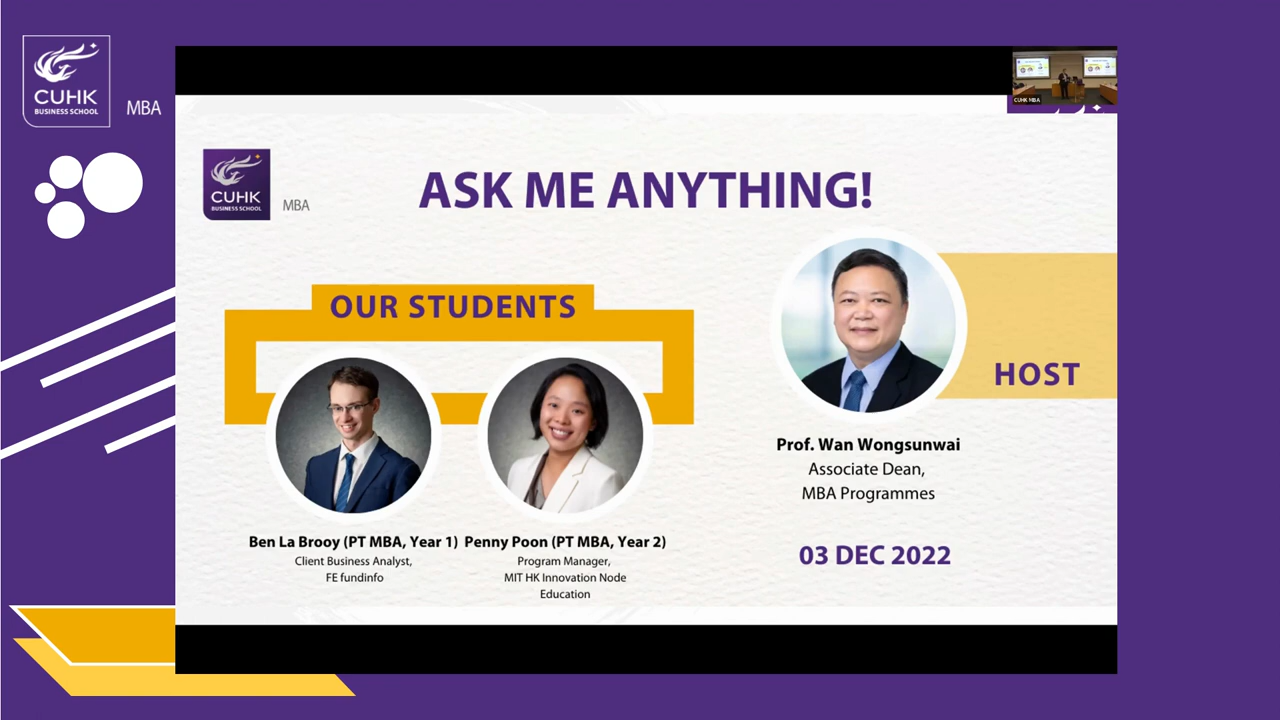 CUHK
BUSINESS SCHOOL
MBA
CUHK MBA
CUHK
BUSINESS SCHOOL
MBA
ASK ME ANYTHING!
OUR STUDENTS
HOST
Ben La Brooy (PT MBA, Year 1)
Client Business Analyst,
FE fundinfo
Penny Poon (PT MBA, Year 2)
Program Manager,
MIT HK Innovation Node
Education
Prof. Wan Wongsunwai
Associate Dean,
MBA Programmes
03 DEC 2022